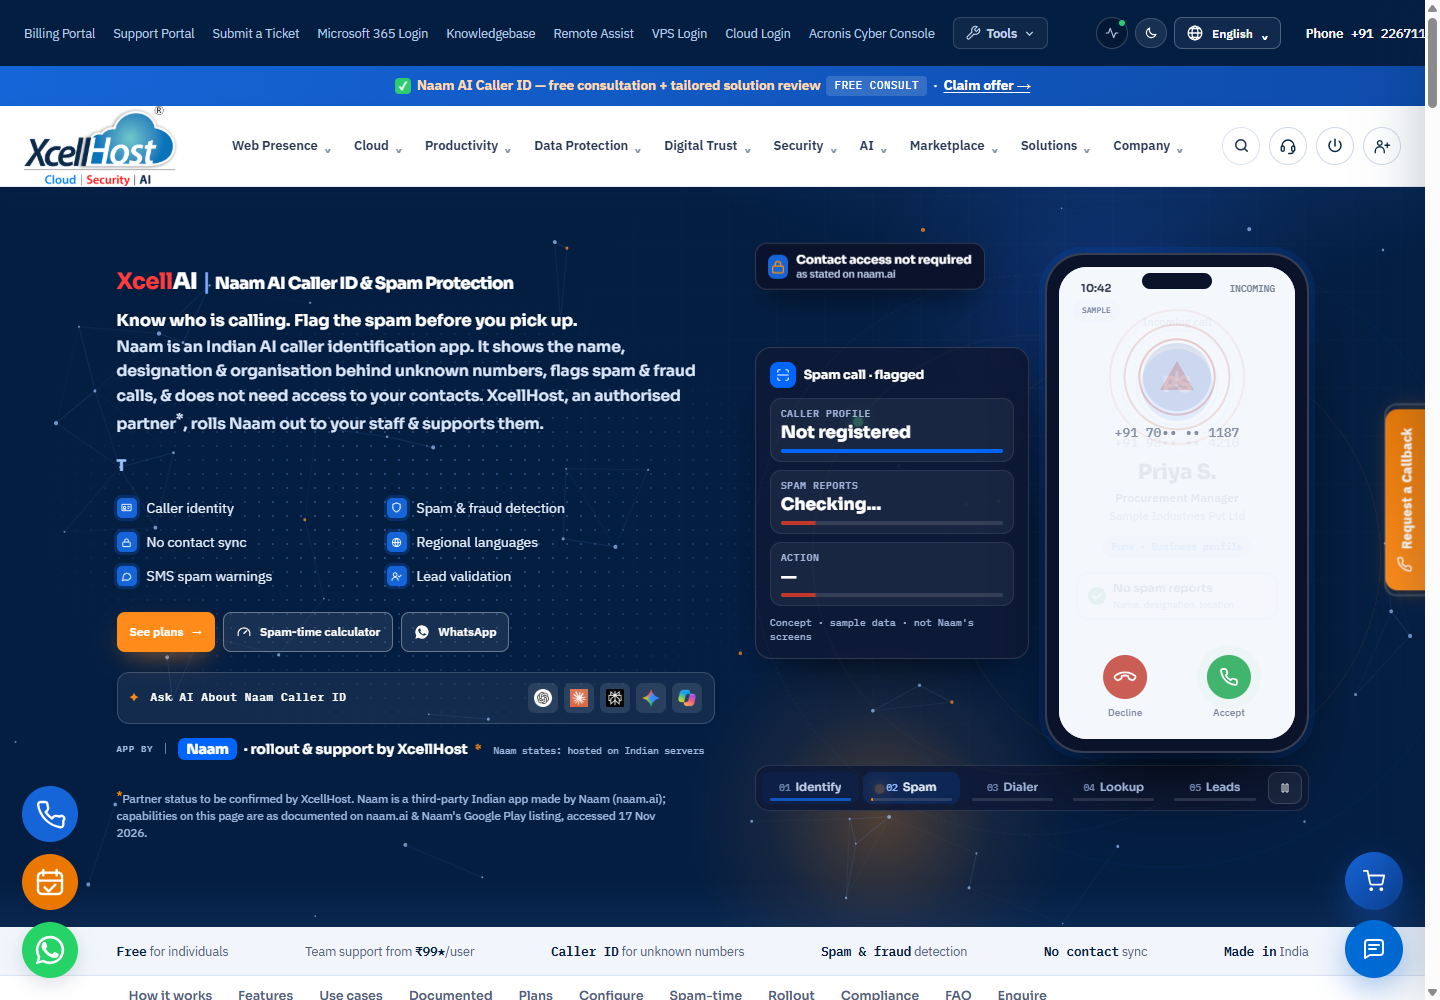 Billing Portal Support Portal Submit a Ticket Microsoft 365 Login Knowledgebase Remote Assist VPS Login Cloud Login Acronis Cyber Console Tools English Phone +91 226711
Naam AI Caller ID — free consultation + tailored solution review FREE CONSULT · Claim offer →
XcellHost ®
Cloud | Security | AI
Web Presence Cloud Productivity Data Protection Digital Trust Security AI Marketplace Solutions Company
XcellAI | Naam AI Caller ID & Spam Protection
Know who is calling. Flag the spam before you pick up.
Naam is an Indian AI caller identification app. It shows the name,
designation & organisation behind unknown numbers, flags spam & fraud
calls, & does not need access to your contacts. XcellHost, an authorised
partner*, rolls Naam out to your staff & supports them.
T
Caller identity Spam & fraud detection
No contact sync Regional languages
SMS spam warnings Lead validation
See plans → Spam-time calculator WhatsApp
Ask AI About Naam Caller ID
APP BY | Naam · rollout & support by XcellHost * Naam states: hosted on Indian servers
*Partner status to be confirmed by XcellHost. Naam is a third-party Indian app made by Naam (naam.ai);
capabilities on this page are as documented on naam.ai & Naam's Google Play listing, accessed 17 Nov
2026.
Contact access not required
as stated on naam.ai
Spam call · flagged
CALLER PROFILE
Not registered
SPAM REPORTS
Checking...
ACTION
—
Concept · sample data · not Naam's
screens
10:42 INCOMING
SAMPLE
Incoming call
+91 70•• •• 1187
Priya S.
Procurement Manager
Sample Industries Pvt Ltd
Pune · Business profile
No spam reports
Name, designation, location
Decline Accept
01 Identify 02 Spam 03 Dialer 04 Lookup 05 Leads
Request a Callback
Free for individuals Team support from ₹99*/user Caller ID for unknown numbers Spam & fraud detection No contact sync Made in India
How it works Features Use cases Documented Plans Configure Spam-time Rollout Compliance FAQ Enquire